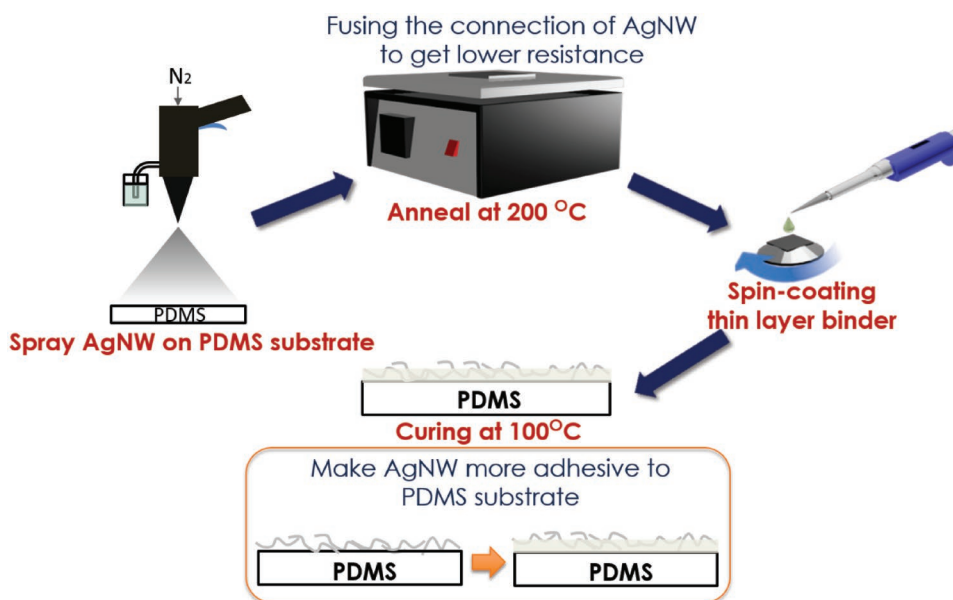 Fusing the connection of AgNW
to get lower resistance
N₂
Anneal at 200 °C
PDMS
Spray AgNW on PDMS substrate
Spin-coating
thin layer binder
PDMS
Curing at 100°C
Make AgNW more adhesive to
PDMS substrate
PDMS
PDMS